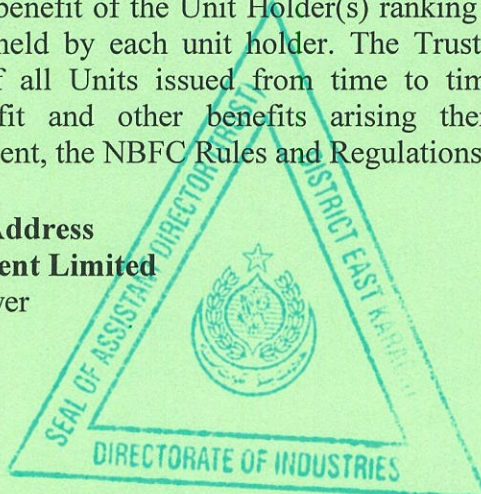 benefit of the Unit Holder(s) ranking
held by each unit holder. The Trust
f all Units issued from time to tim
fit and other benefits arising the
ent, the NBFC Rules and Regulations
Address
ent Limited
ver
SEAL OF ASSISTANT DIRECTOR (TRUST)
DISTRICT EAST KARACHI
DIRECTORATE OF INDUSTRIES